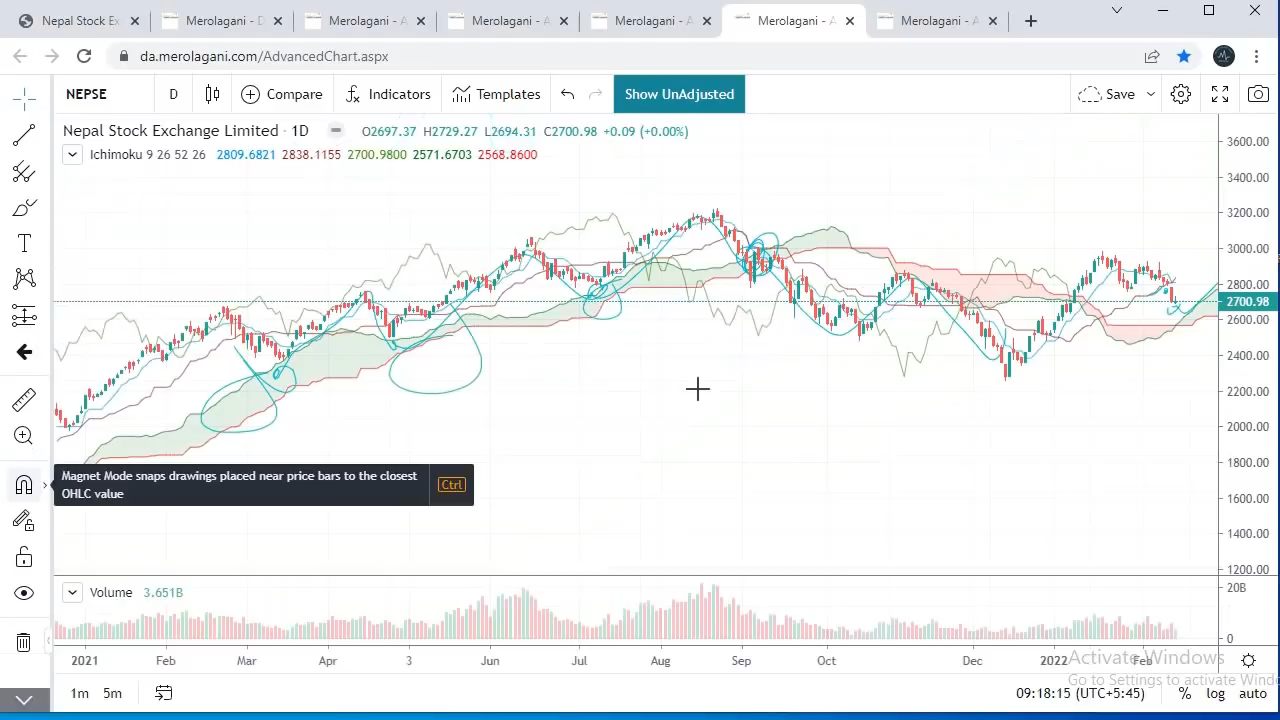 Nepal Stock Ex
Merolagani - D
Merolagani - A
Merolagani - A
Merolagani - A
Merolagani - A
Merolagani - A
da.merolagani.com/AdvancedChart.aspx
NEPSE D Compare Indicators Templates Show UnAdjusted Save
Nepal Stock Exchange Limited · 1D O2697.37 H2729.27 L2694.31 C2700.98 +0.09 (+0.00%)
Ichimoku 9 26 52 26 2809.6821 2838.1155 2700.9800 2571.6703 2568.8600
3600.00
3400.00
3200.00
3000.00
2800.00
2700.98
2600.00
2400.00
2200.00
2000.00
1800.00
1600.00
1400.00
1200.00
Magnet Mode snaps drawings placed near price bars to the closest
OHLC value
Ctrl
Volume 3.651B
20B
0
2021 Feb Mar Apr 3 Jun Jul Aug Sep Oct Dec 2022 Feb
Activate Windows
Go to Settings to activate Wind
1m 5m 09:18:15 (UTC+5:45) % log auto